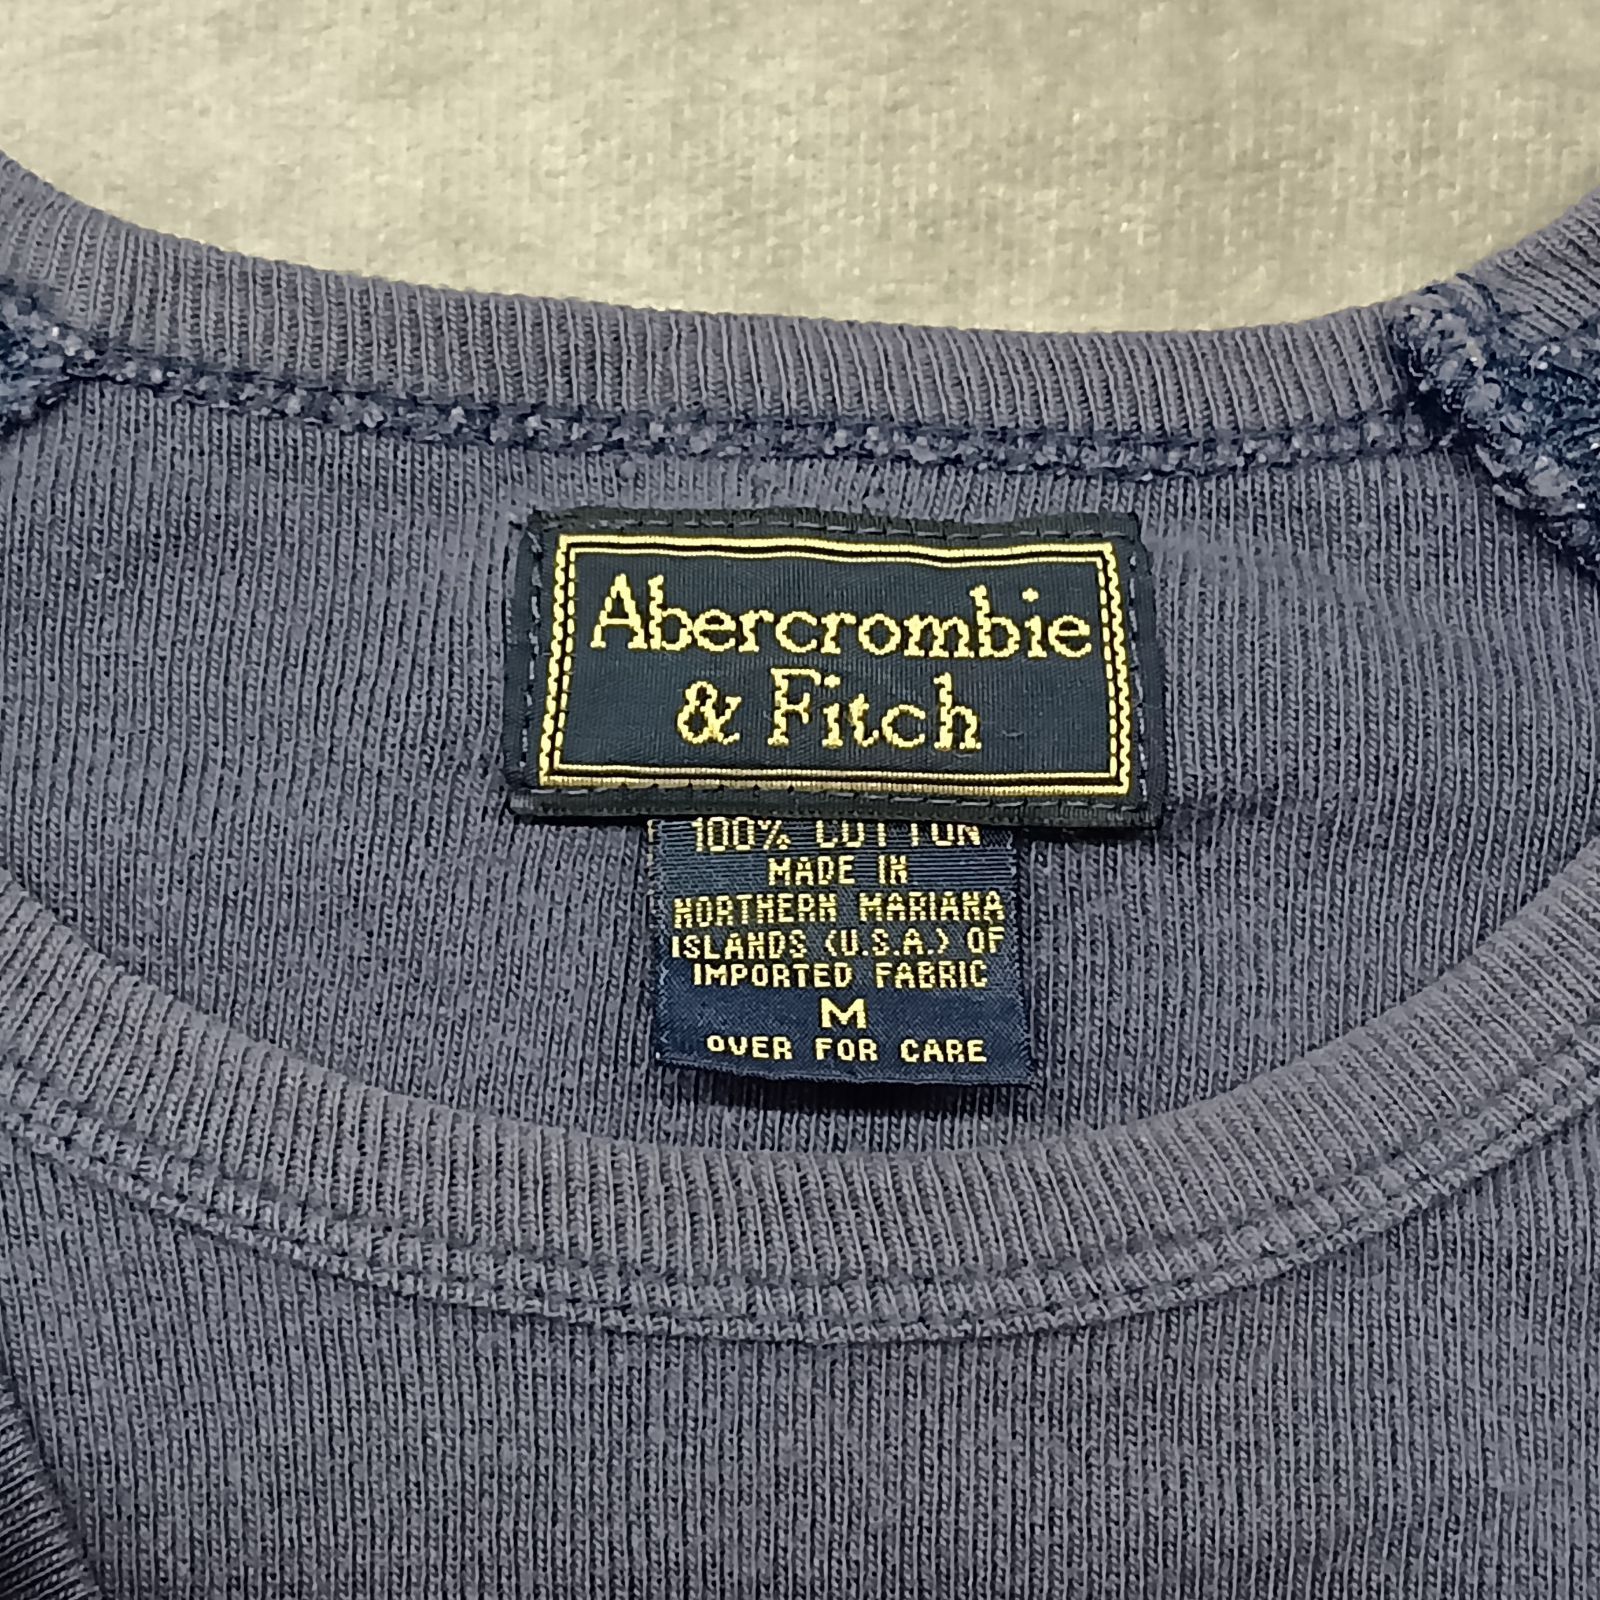 Abercrombie
& Fitch
100% COTTON
MADE IN
NORTHERN MARIANA
ISLANDS (U.S.A.) OF
IMPORTED FABRIC
M
OVER FOR CARE